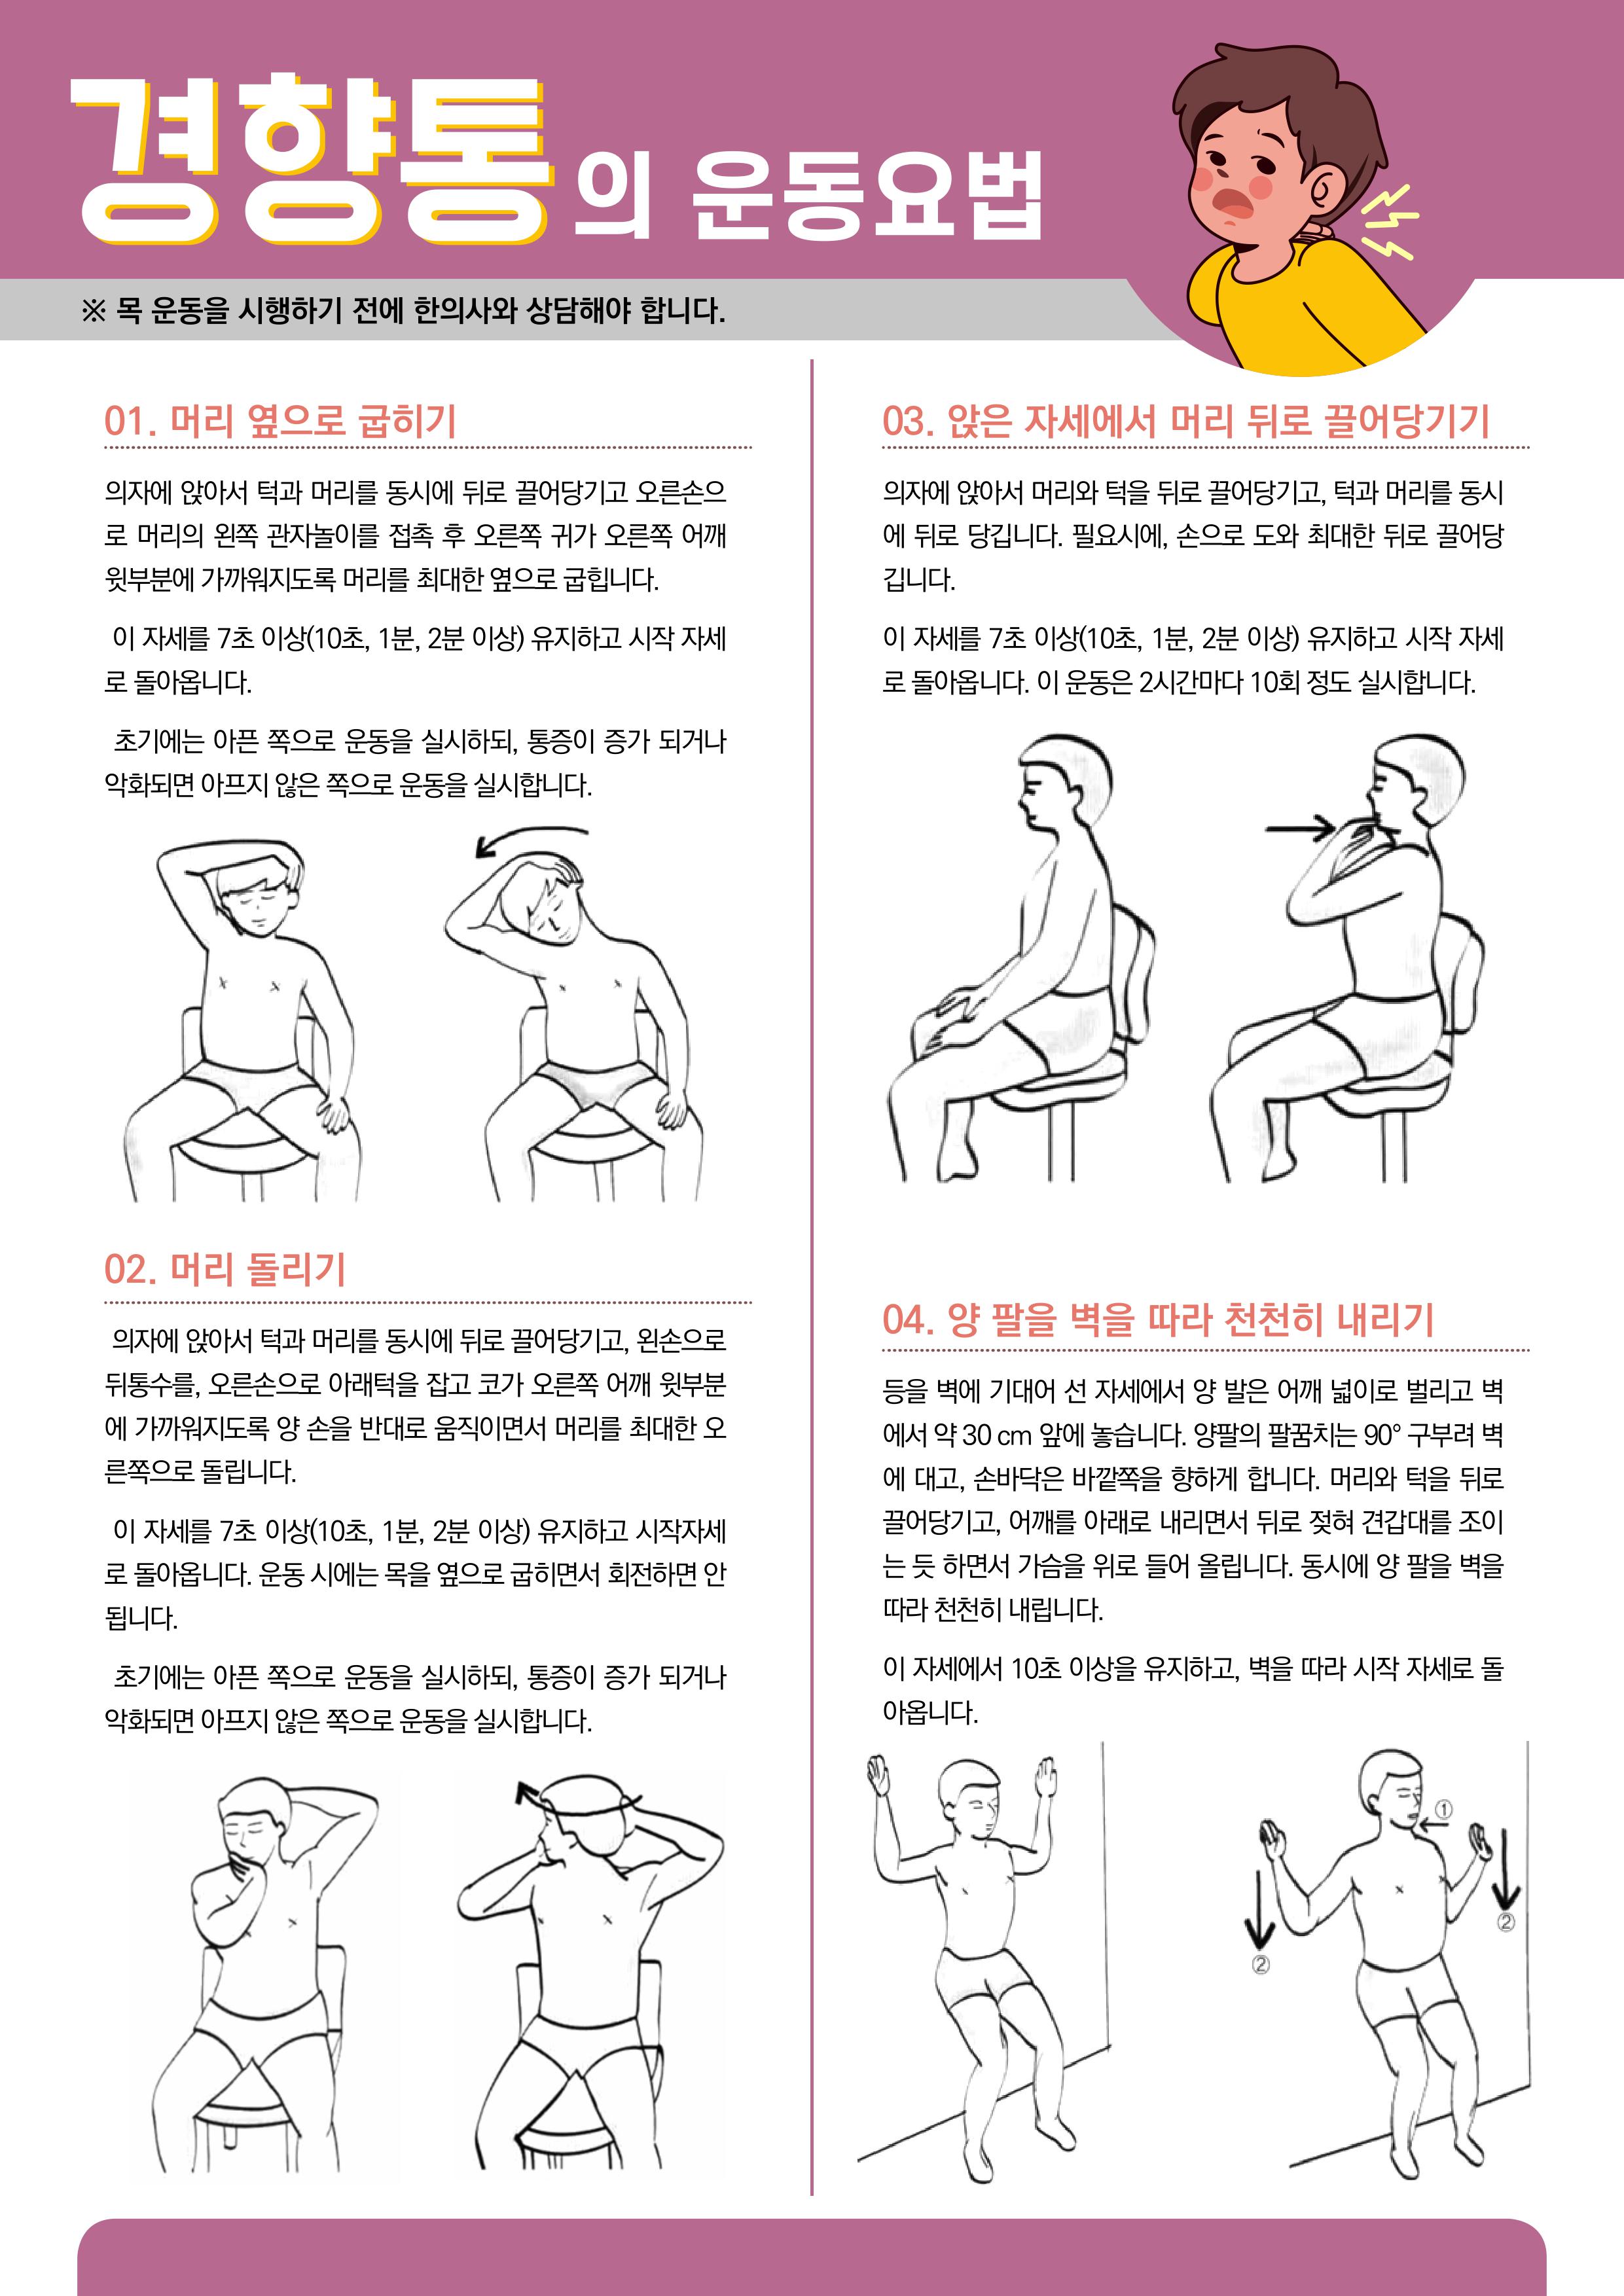 경향통의 운동요법
※ 목 운동을 시행하기 전에 한의사와 상담해야 합니다.
01. 머리 옆으로 굽히기
의자에 앉아서 턱과 머리를 동시에 뒤로 끌어당기고 오른손으
로 머리의 왼쪽 관자놀이를 접촉 후 오른쪽 귀가 오른쪽 어깨
윗부분에 가까워지도록 머리를 최대한 옆으로 굽힙니다.
이 자세를 7초 이상(10초, 1분, 2분 이상) 유지하고 시작 자세
로 돌아옵니다.
초기에는 아픈 쪽으로 운동을 실시하되, 통증이 증가 되거나
악화되면 아프지 않은 쪽으로 운동을 실시합니다.
02. 머리 돌리기
의자에 앉아서 턱과 머리를 동시에 뒤로 끌어당기고, 왼손으로
뒤통수를, 오른손으로 아래턱을 잡고 코가 오른쪽 어깨 윗부분
에 가까워지도록 양 손을 반대로 움직이면서 머리를 최대한 오
른쪽으로 돌립니다.
이 자세를 7초 이상(10초, 1분, 2분 이상) 유지하고 시작자세
로 돌아옵니다. 운동 시에는 목을 옆으로 굽히면서 회전하면 안
됩니다.
초기에는 아픈 쪽으로 운동을 실시하되, 통증이 증가 되거나
악화되면 아프지 않은 쪽으로 운동을 실시합니다.
03. 앉은 자세에서 머리 뒤로 끌어당기기
의자에 앉아서 머리와 턱을 뒤로 끌어당기고, 턱과 머리를 동시
에 뒤로 당깁니다. 필요시에, 손으로 도와 최대한 뒤로 끌어당
깁니다.
이 자세를 7초 이상(10초, 1분, 2분 이상) 유지하고 시작 자세
로 돌아옵니다. 이 운동은 2시간마다 10회 정도 실시합니다.
04. 양 팔을 벽을 따라 천천히 내리기
등을 벽에 기대어 선 자세에서 양 발은 어깨 넓이로 벌리고 벽
에서 약 30 cm 앞에 놓습니다. 양팔의 팔꿈치는 90° 구부려 벽
에 대고, 손바닥은 바깥쪽을 향하게 합니다. 머리와 턱을 뒤로
끌어당기고, 어깨를 아래로 내리면서 뒤로 젖혀 견갑대를 조이
는 듯 하면서 가슴을 위로 들어 올립니다. 동시에 양 팔을 벽을
따라 천천히 내립니다.
이 자세에서 10초 이상을 유지하고, 벽을 따라 시작 자세로 돌
아옵니다.
①
②
②